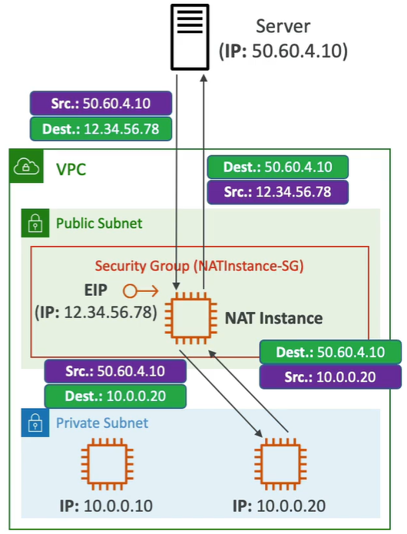 Server
(IP: 50.60.4.10)
Src.: 50.60.4.10
Dest.: 12.34.56.78
Dest.: 50.60.4.10
Src.: 12.34.56.78
VPC
Public Subnet
Security Group (NATInstance-SG)
EIP
(IP: 12.34.56.78)
NAT Instance
Dest.: 50.60.4.10
Src.: 10.0.0.20
Src.: 50.60.4.10
Dest.: 10.0.0.20
Private Subnet
IP: 10.0.0.10
IP: 10.0.0.20